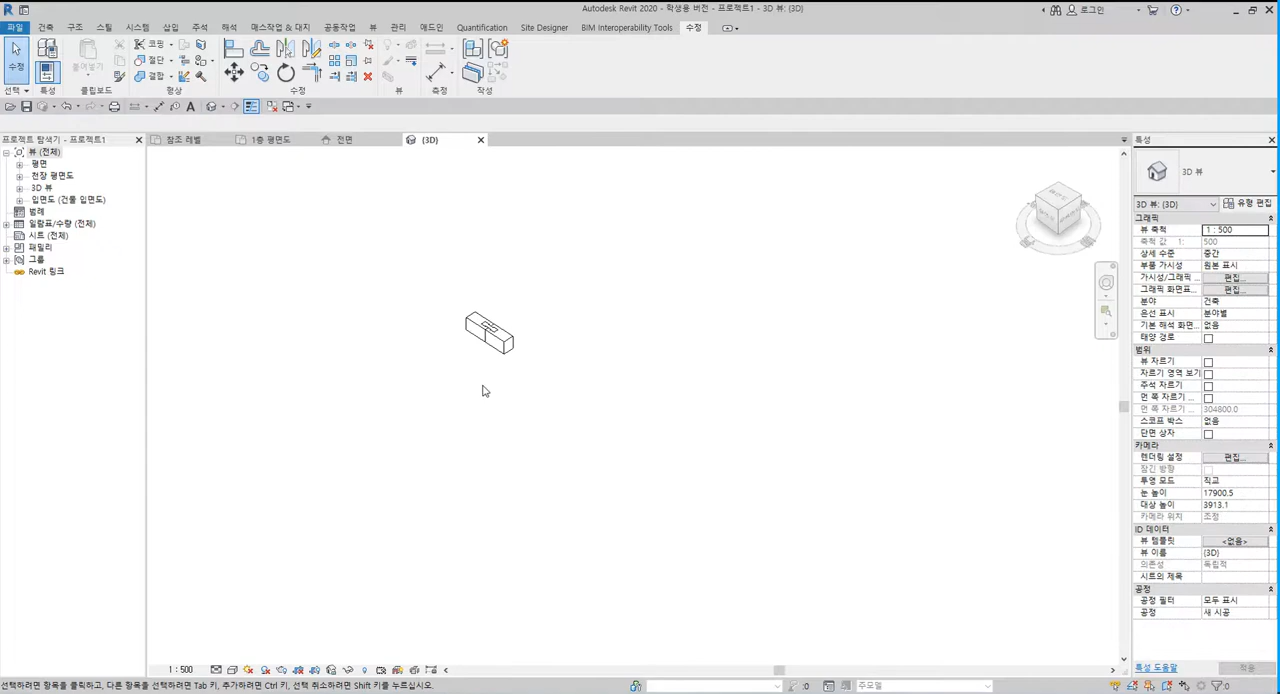 Autodesk Revit 2020 - 학생용 버전 - 프로젝트1 - 3D 뷰: {3D}
로그인
파일 건축 구조 스틸 시스템 삽입 주석 해석 매스작업 & 대지 공동작업 뷰 관리 애드인 Quantification Site Designer BIM Interoperability Tools 수정
수정
붙여넣기
코핑
절단
결합
선택 특성 클립보드 형상 수정 뷰 측정 작성
프로젝트 탐색기 - 프로젝트1
참조 레벨 1층 평면도 전면 {3D}
특성
뷰 (전체)
평면
천장 평면도
3D 뷰
입면도 (건물 입면도)
범례
일람표/수량 (전체)
시트 (전체)
패밀리
그룹
Revit 링크
3D 뷰
3D 뷰: {3D} 유형 편집
그래픽
뷰 축척 1 : 500
축척 값 1: 500
상세 수준 중간
부품 가시성 원본 표시
가시성/그래픽 ... 편집...
그래픽 화면표... 편집...
분야 건축
은선 표시 분야별
기본 해석 화면... 없음
태양 경로
범위
뷰 자르기
자르기 영역 보기
주석 자르기
먼 쪽 자르기 ...
먼 쪽 자르기 ... 304800.0
스코프 박스 없음
단면 상자
카메라
렌더링 설정 편집...
잠긴 방향
투영 모드 직교
눈 높이 17900.5
대상 높이 3913.1
카메라 위치 조정
ID 데이터
뷰 템플릿 <없음>
뷰 이름 {3D}
의존성 독립적
시트의 제목
공정
공정 필터 모두 표시
공정 새 시공
1 : 500
특성 도움말 적용
선택하려면 항목을 클릭하고, 다른 항목을 선택하려면 Tab 키, 추가하려면 Ctrl 키, 선택 취소하려면 Shift 키를 누르십시오.
:0
주모델
:0